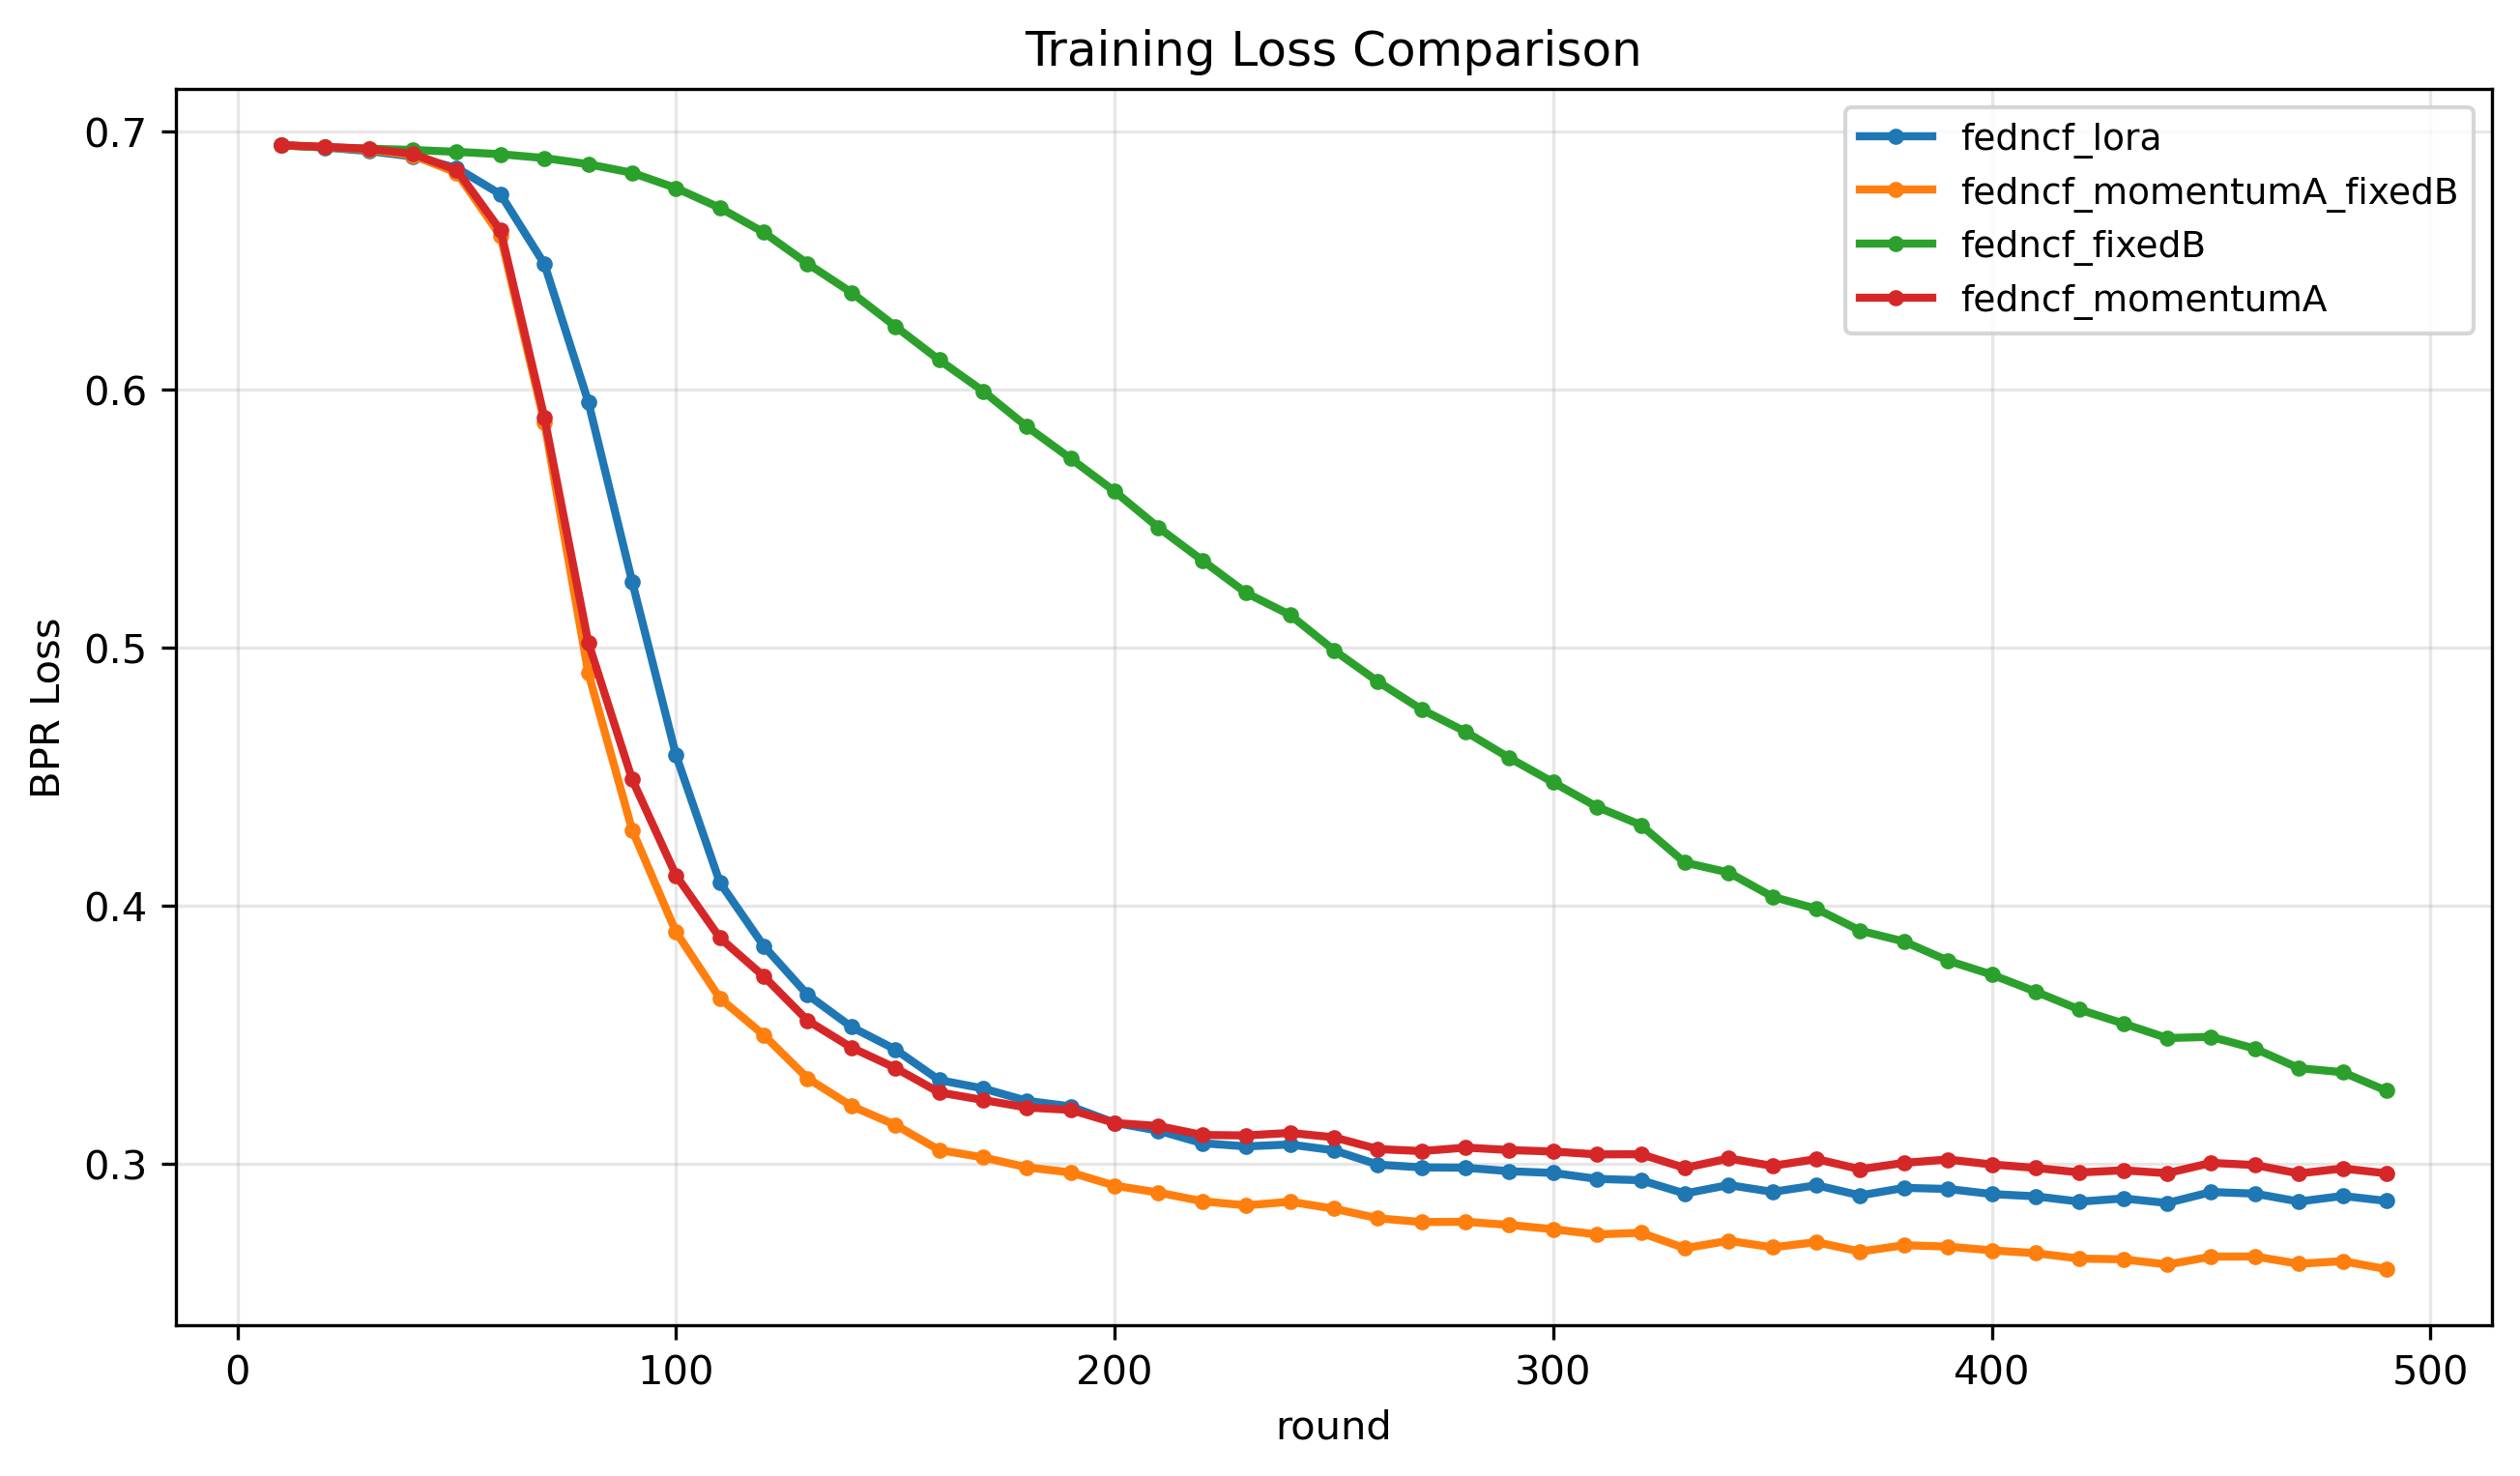 Training Loss Comparison
fedncf_lora
fedncf_momentumA_fixedB
fedncf_fixedB
fedncf_momentumA
BPR Loss
0.7
0.6
0.5
0.4
0.3
0 100 200 300 400 500
round